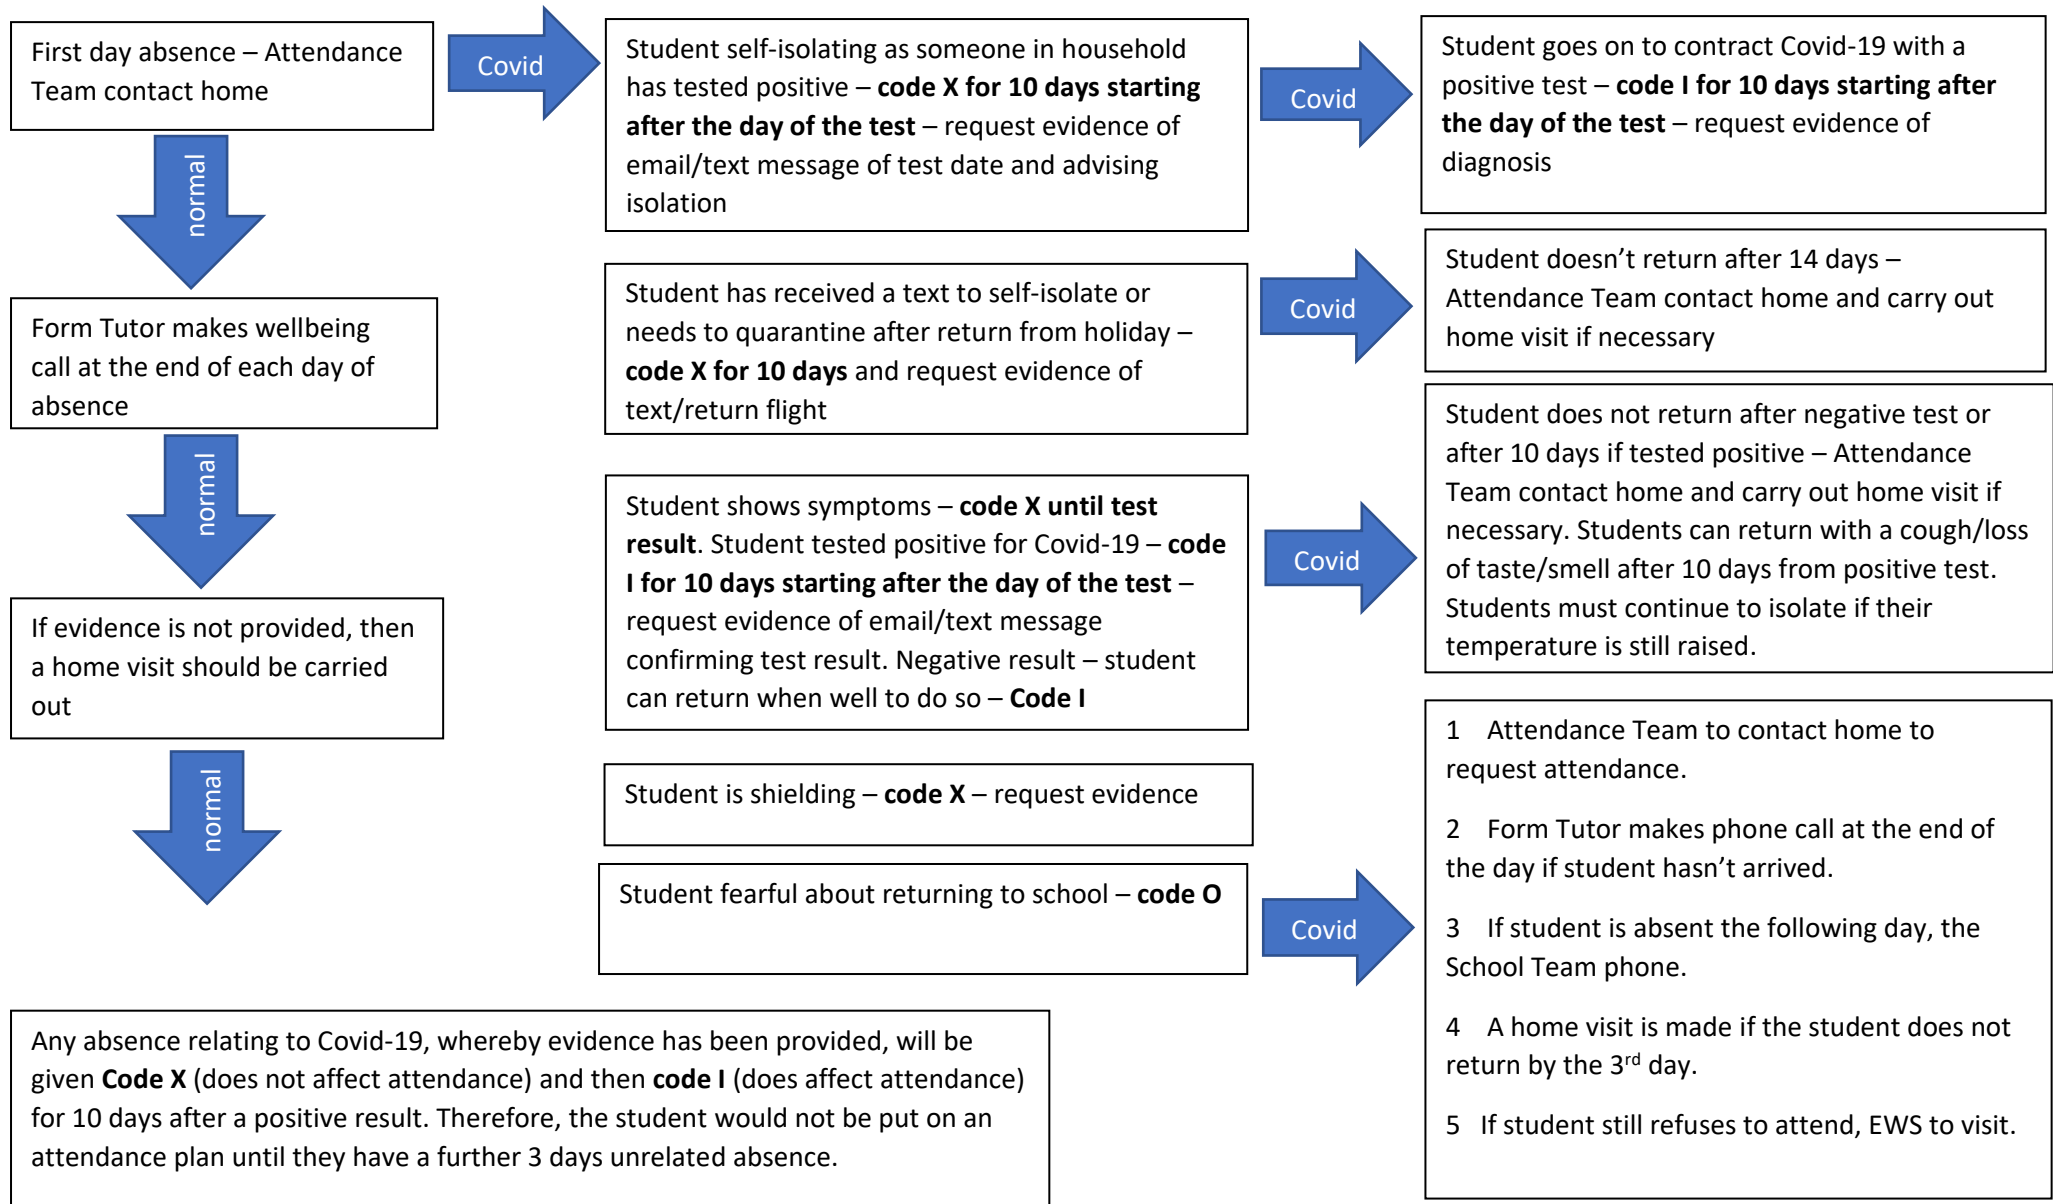 First day absence – Attendance
Team contact home
Covid
Student self-isolating as someone in household
has tested positive – code X for 10 days starting
after the day of the test – request evidence of
email/text message of test date and advising
isolation
Covid
Student goes on to contract Covid-19 with a
positive test – code I for 10 days starting after
the day of the test – request evidence of
diagnosis
normal
Form Tutor makes wellbeing
call at the end of each day of
absence
Student has received a text to self-isolate or
needs to quarantine after return from holiday –
code X for 10 days and request evidence of
text/return flight
Covid
Student doesn’t return after 14 days –
Attendance Team contact home and carry out
home visit if necessary
normal
If evidence is not provided, then
a home visit should be carried
out
Student shows symptoms – code X until test
result. Student tested positive for Covid-19 – code
I for 10 days starting after the day of the test –
request evidence of email/text message
confirming test result. Negative result – student
can return when well to do so – Code I
Covid
Student does not return after negative test or
after 10 days if tested positive – Attendance
Team contact home and carry out home visit if
necessary. Students can return with a cough/loss
of taste/smell after 10 days from positive test.
Students must continue to isolate if their
temperature is still raised.
normal
Student is shielding – code X – request evidence
Student fearful about returning to school – code O
Covid
1 Attendance Team to contact home to
request attendance.
2 Form Tutor makes phone call at the end of
the day if student hasn’t arrived.
3 If student is absent the following day, the
School Team phone.
4 A home visit is made if the student does not
return by the 3rd day.
5 If student still refuses to attend, EWS to visit.
Any absence relating to Covid-19, whereby evidence has been provided, will be
given Code X (does not affect attendance) and then code I (does affect attendance)
for 10 days after a positive result. Therefore, the student would not be put on an
attendance plan until they have a further 3 days unrelated absence.